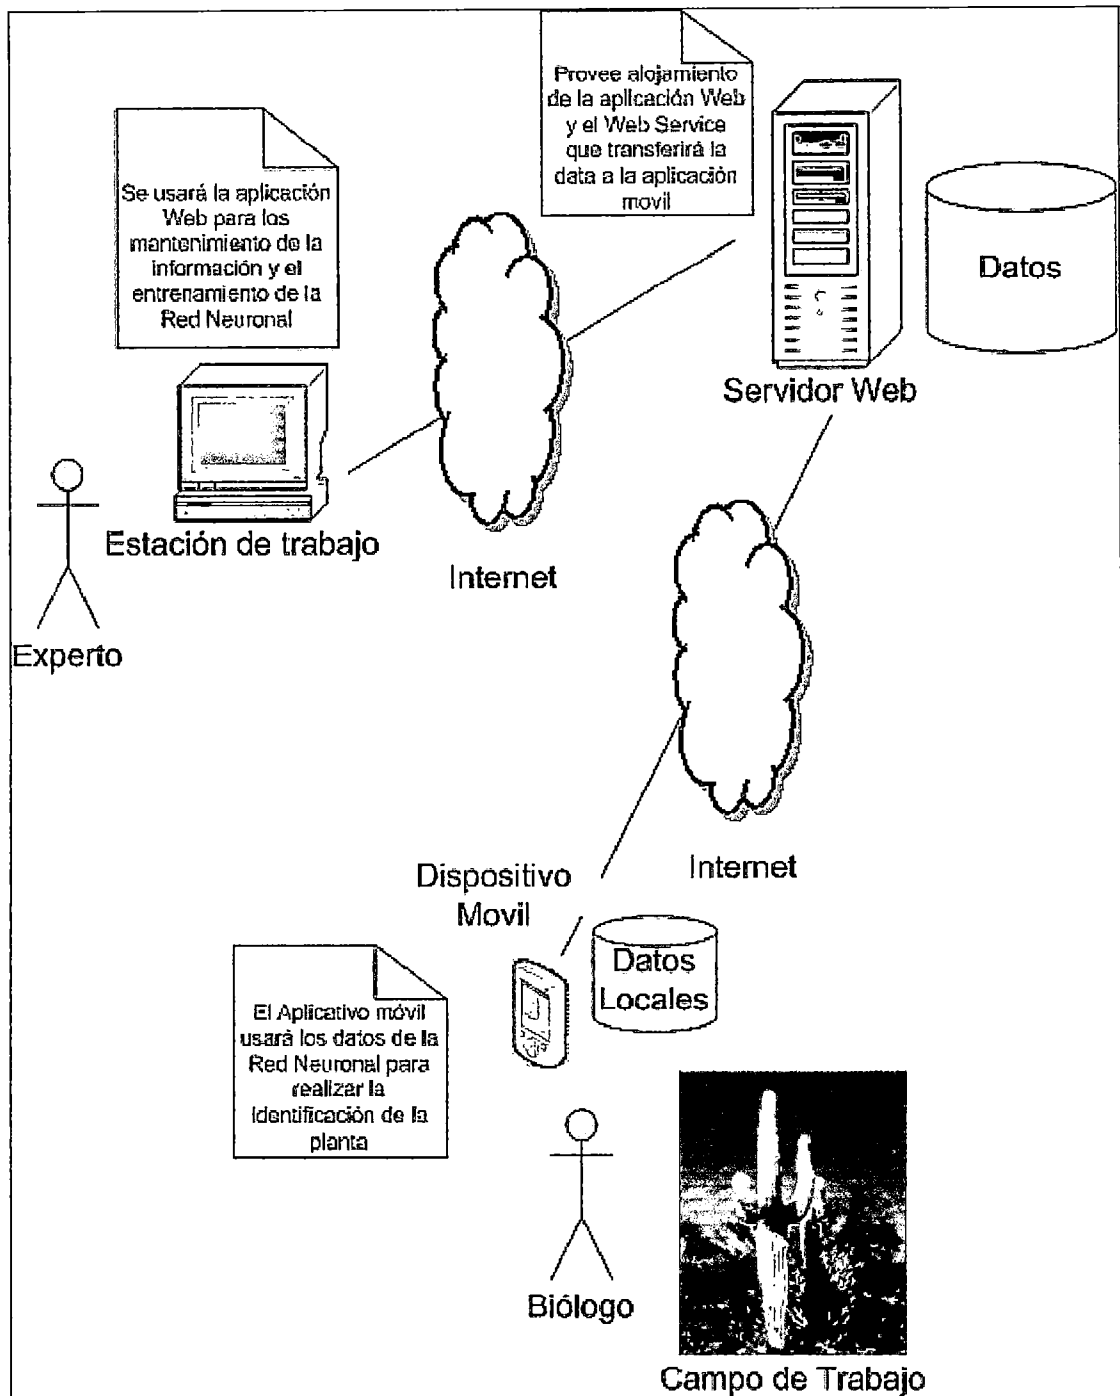 Provee alojamiento
de la aplicación Web
y el Web Service
que transferirá la
data a la aplicación
movil
Se usará la aplicación
Web para los
mantenimiento de la
información y el
entrenamiento de la
Red Neuronal
Datos
Servidor Web
Estación de trabajo
Internet
Experto
Internet
Dispositivo
Movil
Datos
Locales
El Aplicativo móvil
usará los datos de la
Red Neuronal para
realizar la
identificación de la
planta
Biólogo
Campo de Trabajo